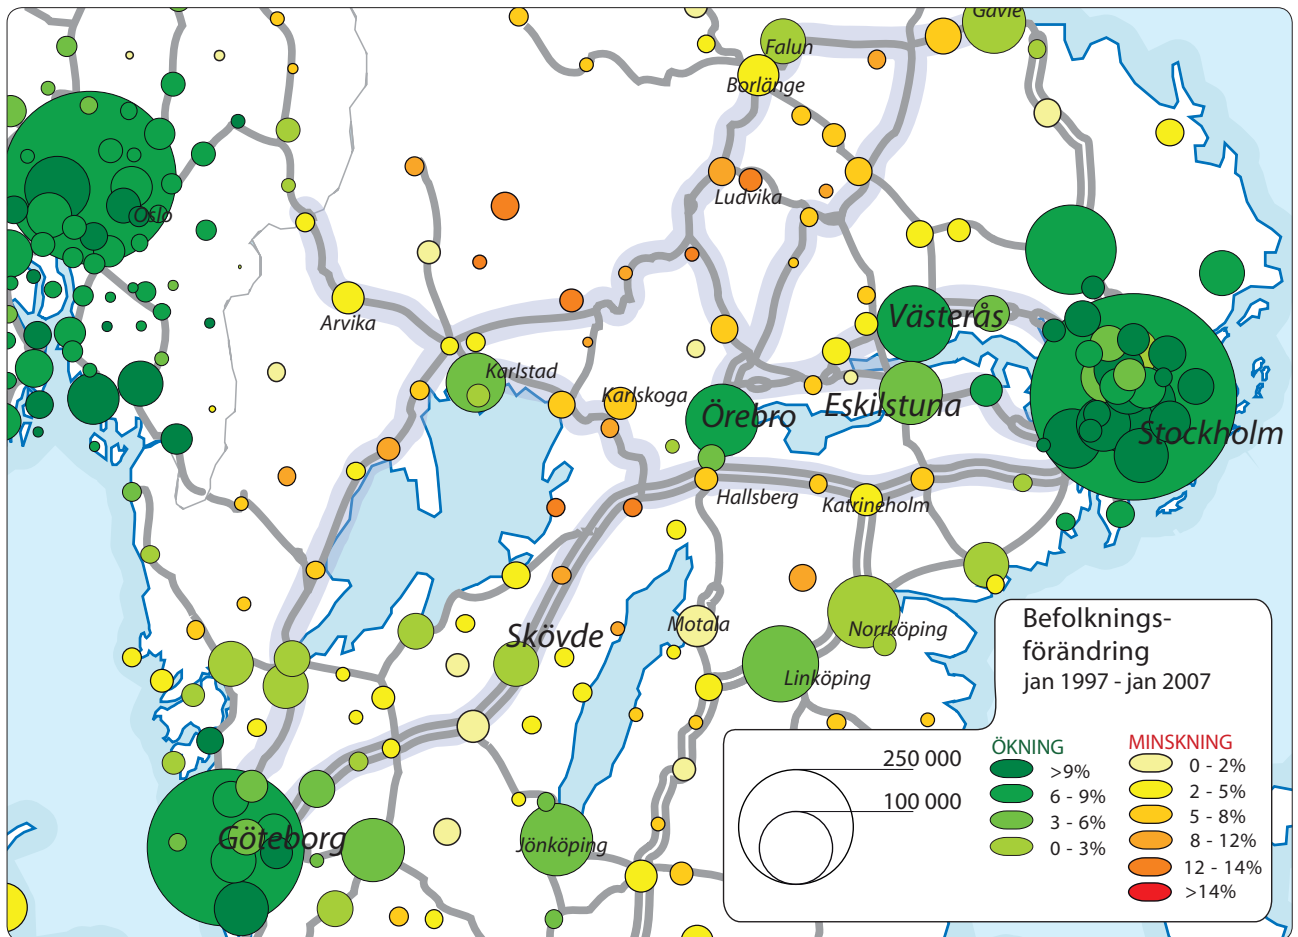 Gävle
Falun
Borlänge
Ludvika
Oslo
Arvika
Västerås
Karlstad
Karlskoga
Örebro
Eskilstuna
Stockholm
Hallsberg
Katrineholm
Skövde
Motala
Norrköping
Linköping
Göteborg
Jönköping
Befolknings-
förändring
jan 1997 - jan 2007
250 000
100 000
ÖKNING
>9%
6 - 9%
3 - 6%
0 - 3%
MINSKNING
0 - 2%
2 - 5%
5 - 8%
8 - 12%
12 - 14%
>14%